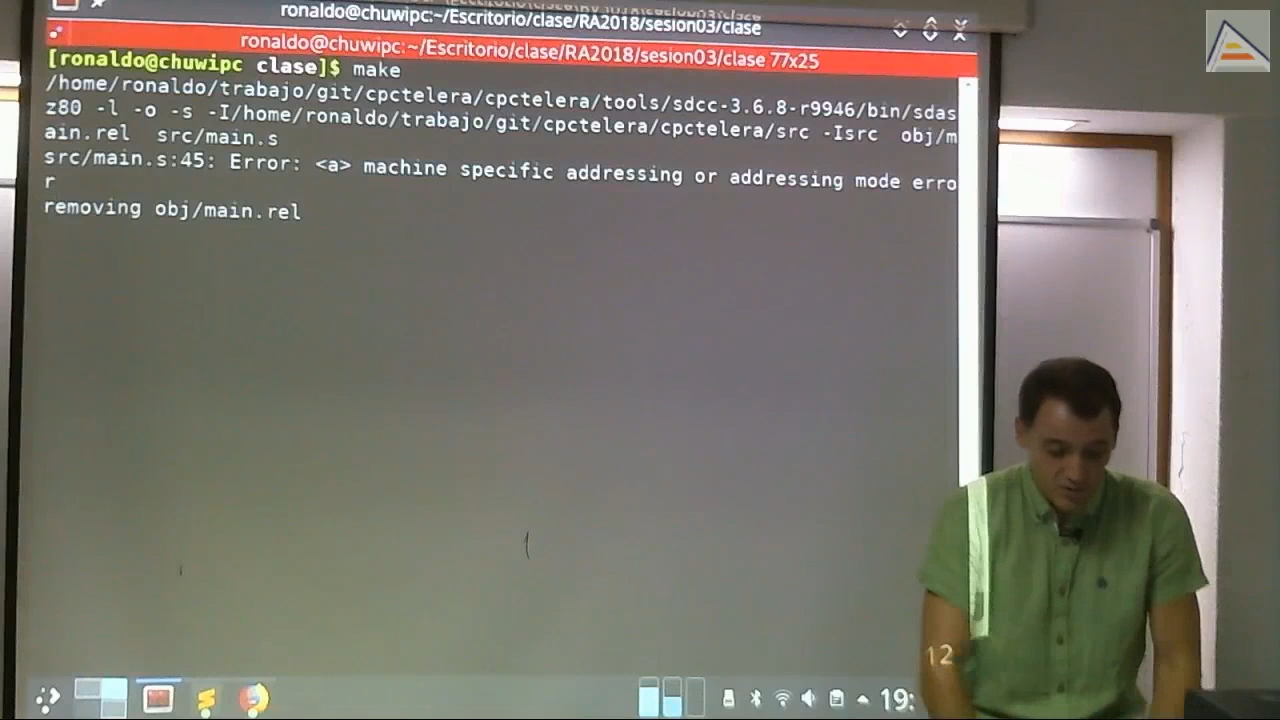 ronaldo@chuwipc:~/Escritorio/clase/RA2018/sesion03/clase
ronaldo@chuwipc:~/Escritorio/clase/RA2018/sesion03/clase 77x25
[ronaldo@chuwipc clase]$ make
/home/ronaldo/trabajo/git/cpctelera/cpctelera/tools/sdcc-3.6.8-r9946/bin/sdas
z80 -l -o -s -I/home/ronaldo/trabajo/git/cpctelera/cpctelera/src -Isrc  obj/m
ain.rel  src/main.s
src/main.s:45: Error: <a> machine specific addressing or addressing mode erro
r
removing obj/main.rel
19:
12